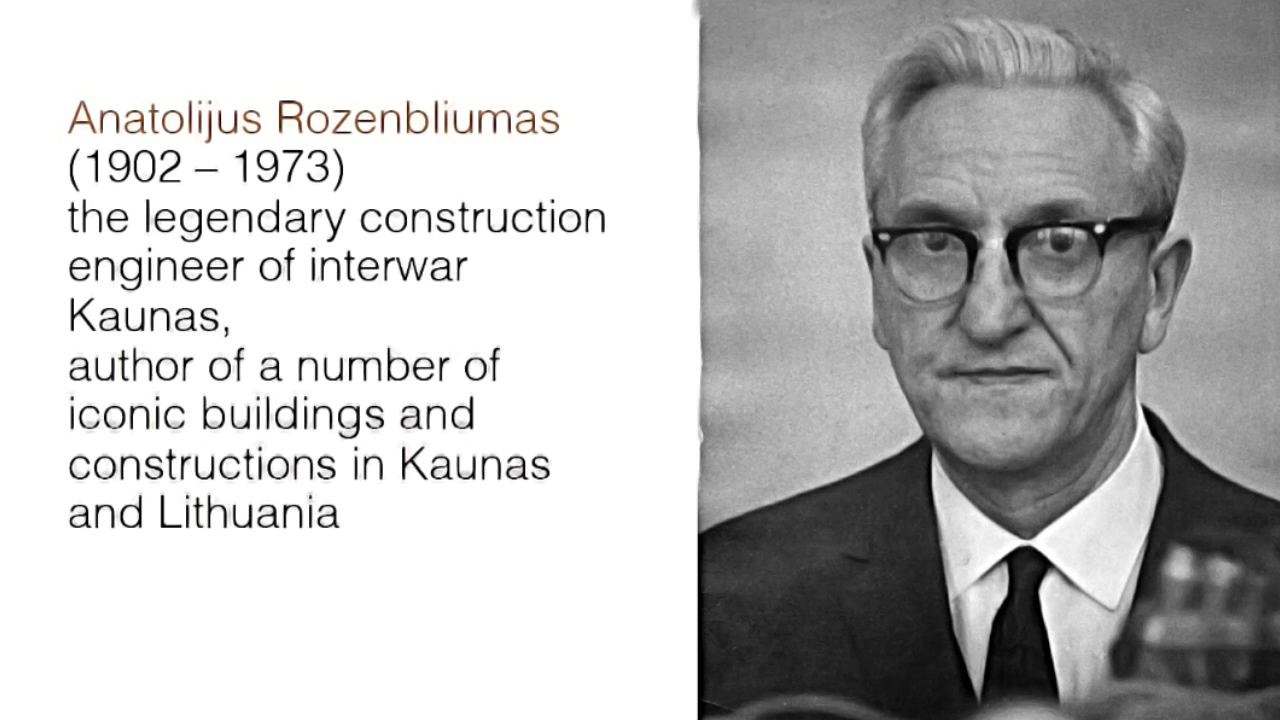 Anatolijus Rozenbliumas
(1902 – 1973)
the legendary construction
engineer of interwar
Kaunas,
author of a number of
iconic buildings and
constructions in Kaunas
and Lithuania